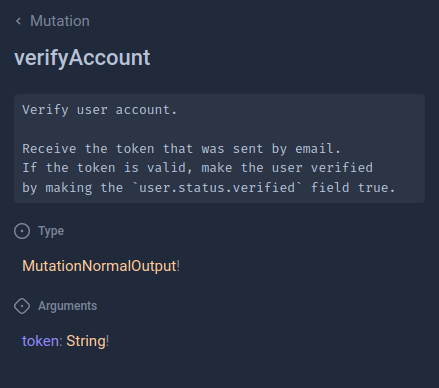 Mutation
verifyAccount
Verify user account.
Receive the token that was sent by email.
If the token is valid, make the user verified
by making the `user.status.verified` field true.
Type
MutationNormalOutput!
Arguments
token: String!